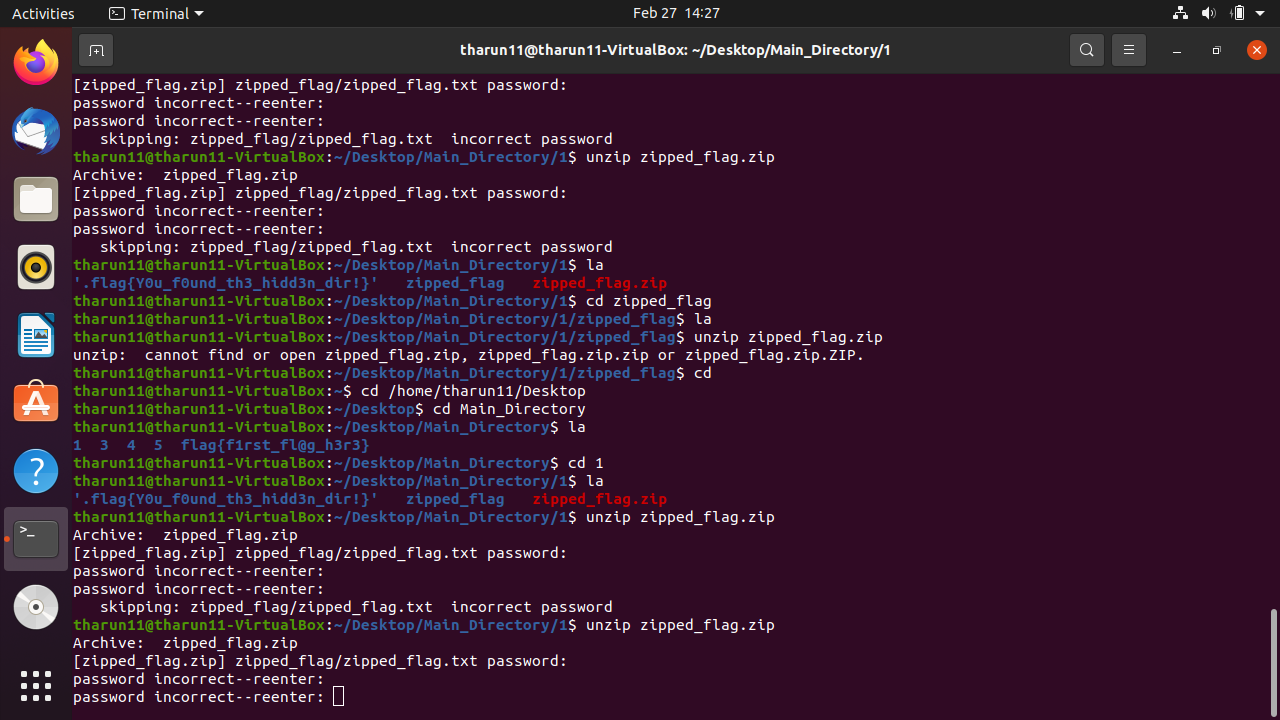 Activities Terminal Feb 27 14:27
tharun11@tharun11-VirtualBox: ~/Desktop/Main_Directory/1
[zipped_flag.zip] zipped_flag/zipped_flag.txt password:
password incorrect--reenter:
password incorrect--reenter:
   skipping: zipped_flag/zipped_flag.txt  incorrect password
tharun11@tharun11-VirtualBox:~/Desktop/Main_Directory/1$ unzip zipped_flag.zip
Archive:  zipped_flag.zip
[zipped_flag.zip] zipped_flag/zipped_flag.txt password:
password incorrect--reenter:
password incorrect--reenter:
   skipping: zipped_flag/zipped_flag.txt  incorrect password
tharun11@tharun11-VirtualBox:~/Desktop/Main_Directory/1$ la
'.flag{Y0u_f0und_th3_hidd3n_dir!}'   zipped_flag   zipped_flag.zip
tharun11@tharun11-VirtualBox:~/Desktop/Main_Directory/1$ cd zipped_flag
tharun11@tharun11-VirtualBox:~/Desktop/Main_Directory/1/zipped_flag$ la
tharun11@tharun11-VirtualBox:~/Desktop/Main_Directory/1/zipped_flag$ unzip zipped_flag.zip
unzip:  cannot find or open zipped_flag.zip, zipped_flag.zip.zip or zipped_flag.zip.ZIP.
tharun11@tharun11-VirtualBox:~/Desktop/Main_Directory/1/zipped_flag$ cd
tharun11@tharun11-VirtualBox:~$ cd /home/tharun11/Desktop
tharun11@tharun11-VirtualBox:~/Desktop$ cd Main_Directory
tharun11@tharun11-VirtualBox:~/Desktop/Main_Directory$ la
1  3  4  5  flag{f1rst_fl@g_h3r3}
tharun11@tharun11-VirtualBox:~/Desktop/Main_Directory$ cd 1
tharun11@tharun11-VirtualBox:~/Desktop/Main_Directory/1$ la
'.flag{Y0u_f0und_th3_hidd3n_dir!}'   zipped_flag   zipped_flag.zip
tharun11@tharun11-VirtualBox:~/Desktop/Main_Directory/1$ unzip zipped_flag.zip
Archive:  zipped_flag.zip
[zipped_flag.zip] zipped_flag/zipped_flag.txt password:
password incorrect--reenter:
password incorrect--reenter:
   skipping: zipped_flag/zipped_flag.txt  incorrect password
tharun11@tharun11-VirtualBox:~/Desktop/Main_Directory/1$ unzip zipped_flag.zip
Archive:  zipped_flag.zip
[zipped_flag.zip] zipped_flag/zipped_flag.txt password:
password incorrect--reenter:
password incorrect--reenter: